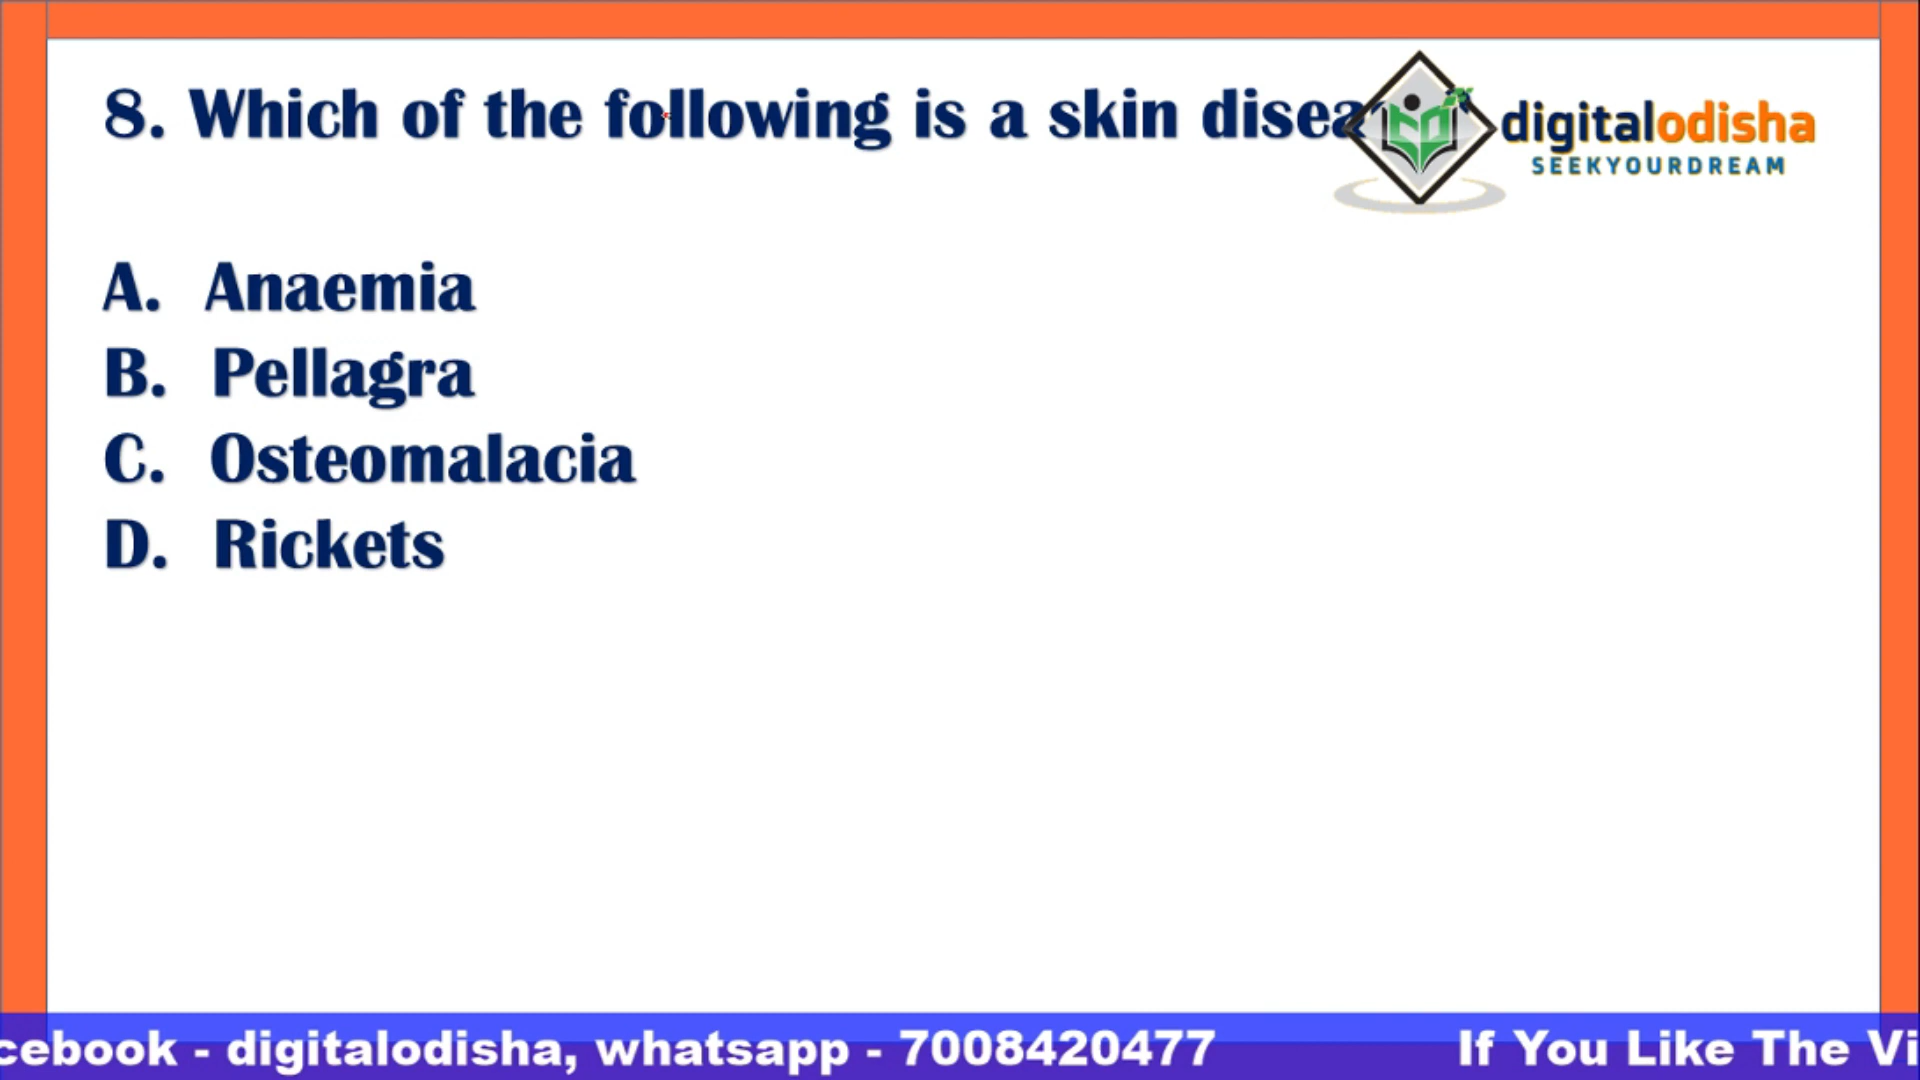 8. Which of the following is a skin disea
digitalodisha
SEEKYOURDREAM
A. Anaemia
B. Pellagra
C. Osteomalacia
D. Rickets
cebook - digitalodisha, whatsapp - 7008420477 If You Like The Vi